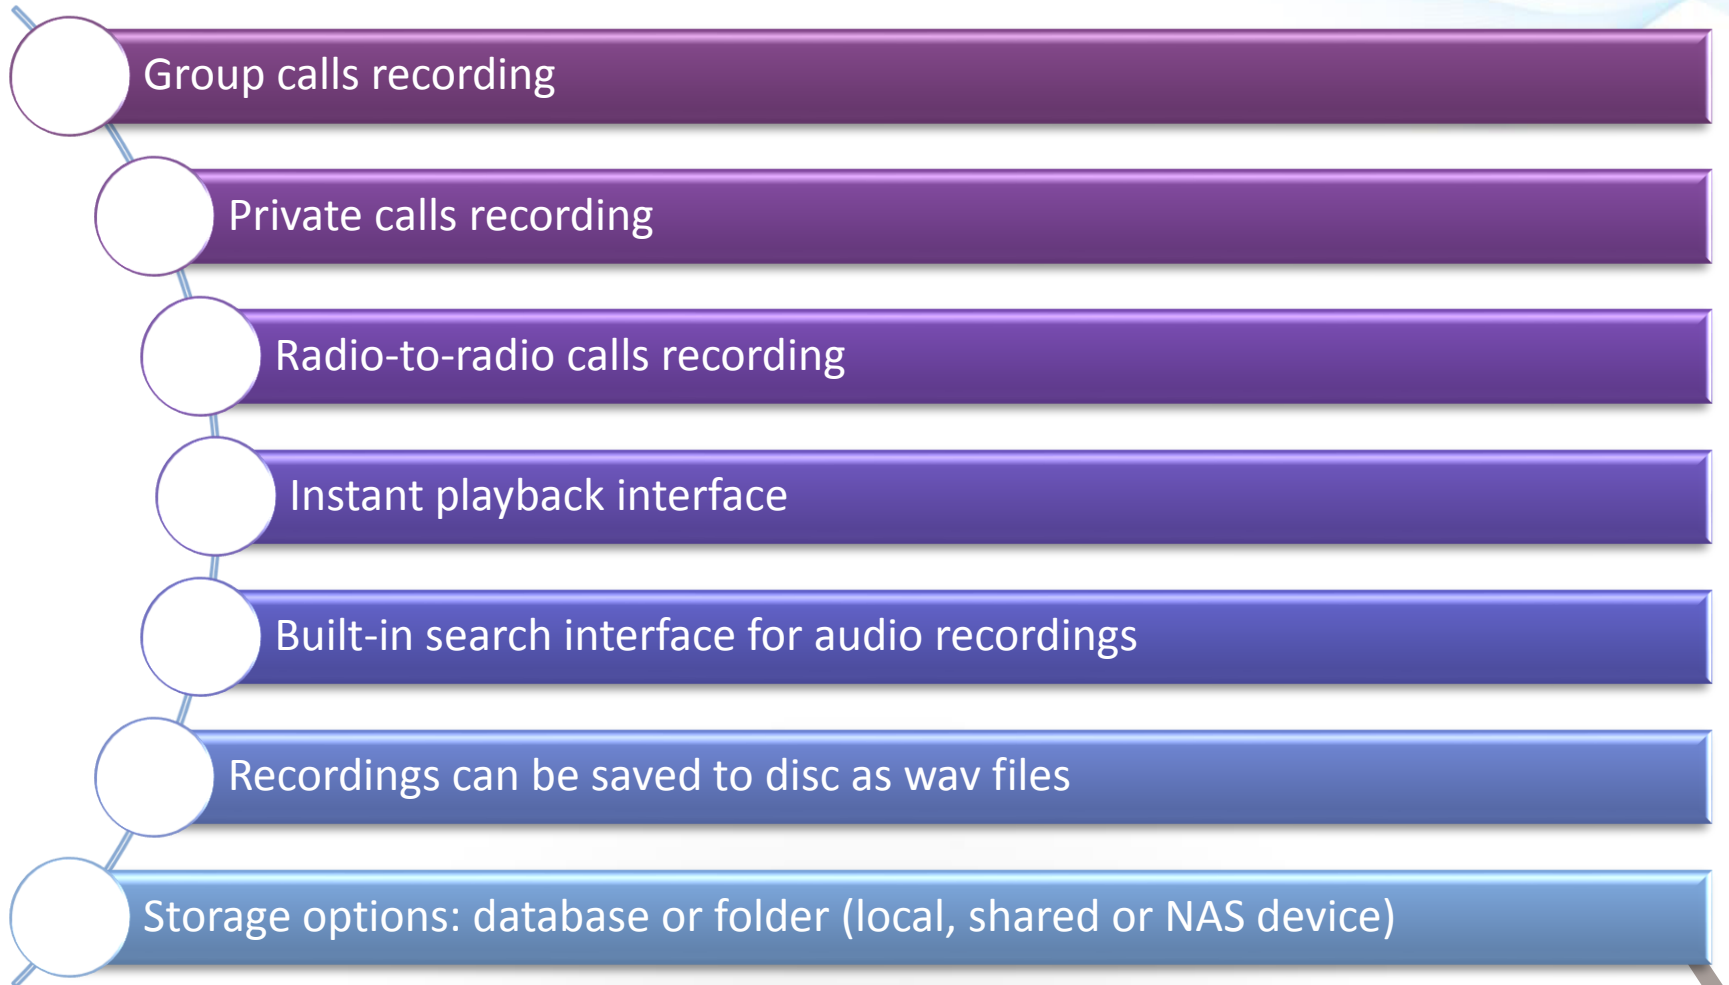 Group calls recording
Private calls recording
Radio-to-radio calls recording
Instant playback interface
Built-in search interface for audio recordings
Recordings can be saved to disc as wav files
Storage options: database or folder (local, shared or NAS device)